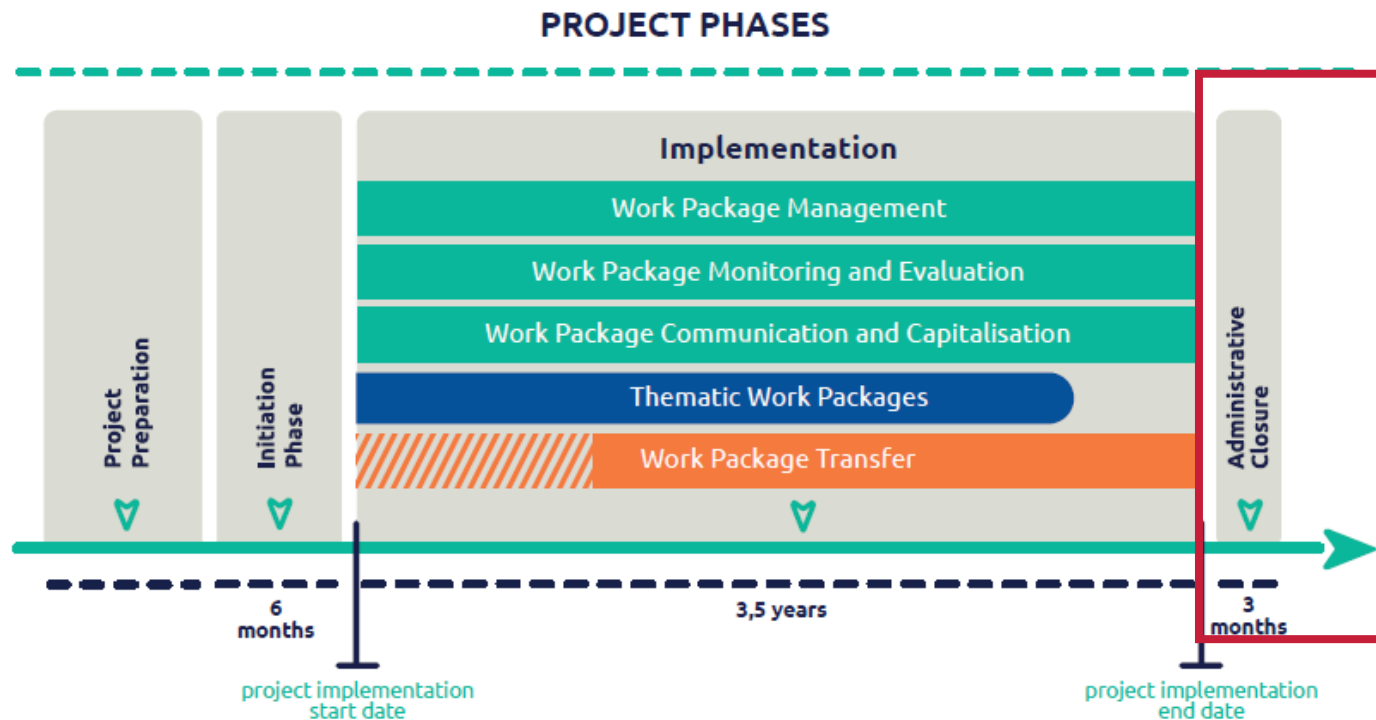 PROJECT PHASES
Implementation
Work Package Management
Work Package Monitoring and Evaluation
Work Package Communication and Capitalisation
Thematic Work Packages
Work Package Transfer
Project
Preparation
Initiation
Phase
Administrative
Closure
6
months
3,5 years
3
months
project implementation
start date
project implementation
end date